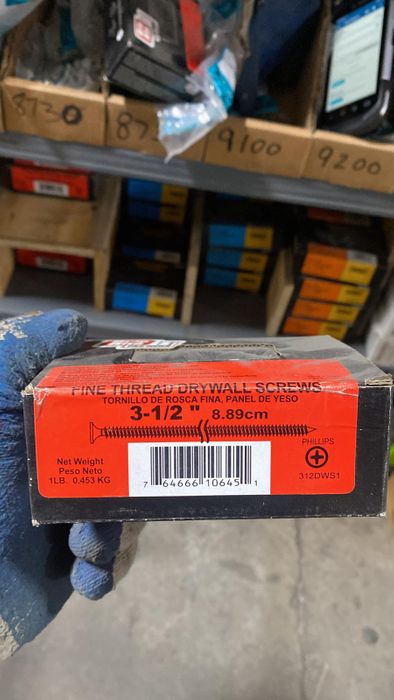 8730
9100
9200
FINE THREAD DRYWALL SCREWS
TORNILLO DE ROSCA FINA, PANEL DE YESO
3-1/2 " 8.89cm
PHILLIPS
Net Weight
Peso Neto
1LB. 0.453 KG
312DWS1
7 64666 10645 1